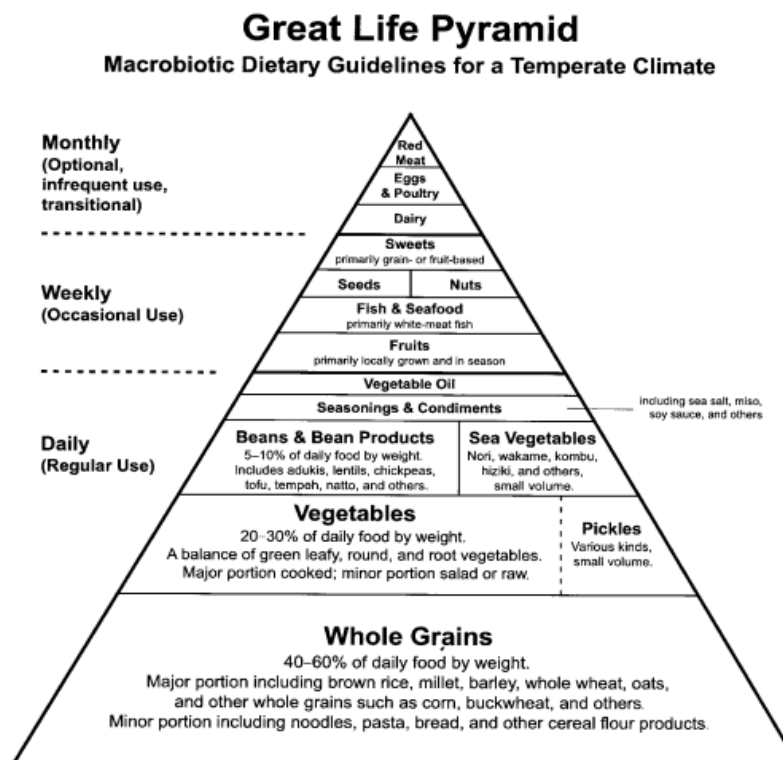 Great Life Pyramid
Macrobiotic Dietary Guidelines for a Temperate Climate
Monthly
(Optional,
infrequent use,
transitional)
Red
Meat
Eggs
& Poultry
Dairy
Weekly
(Occasional Use)
Sweets
primarily grain- or fruit-based
Seeds
Nuts
Fish & Seafood
primarily white-meat fish
Fruits
primarily locally grown and in season
Daily
(Regular Use)
Vegetable Oil
Seasonings & Condiments
including sea salt, miso,
soy sauce, and others
Beans & Bean Products
5–10% of daily food by weight.
Includes adukis, lentils, chickpeas,
tofu, tempeh, natto, and others.
Sea Vegetables
Nori, wakame, kombu,
hiziki, and others,
small volume.
Vegetables
20–30% of daily food by weight.
A balance of green leafy, round, and root vegetables.
Major portion cooked; minor portion salad or raw.
Pickles
Various kinds,
small volume.
Whole Grains
40–60% of daily food by weight.
Major portion including brown rice, millet, barley, whole wheat, oats,
and other whole grains such as corn, buckwheat, and others.
Minor portion including noodles, pasta, bread, and other cereal flour products.